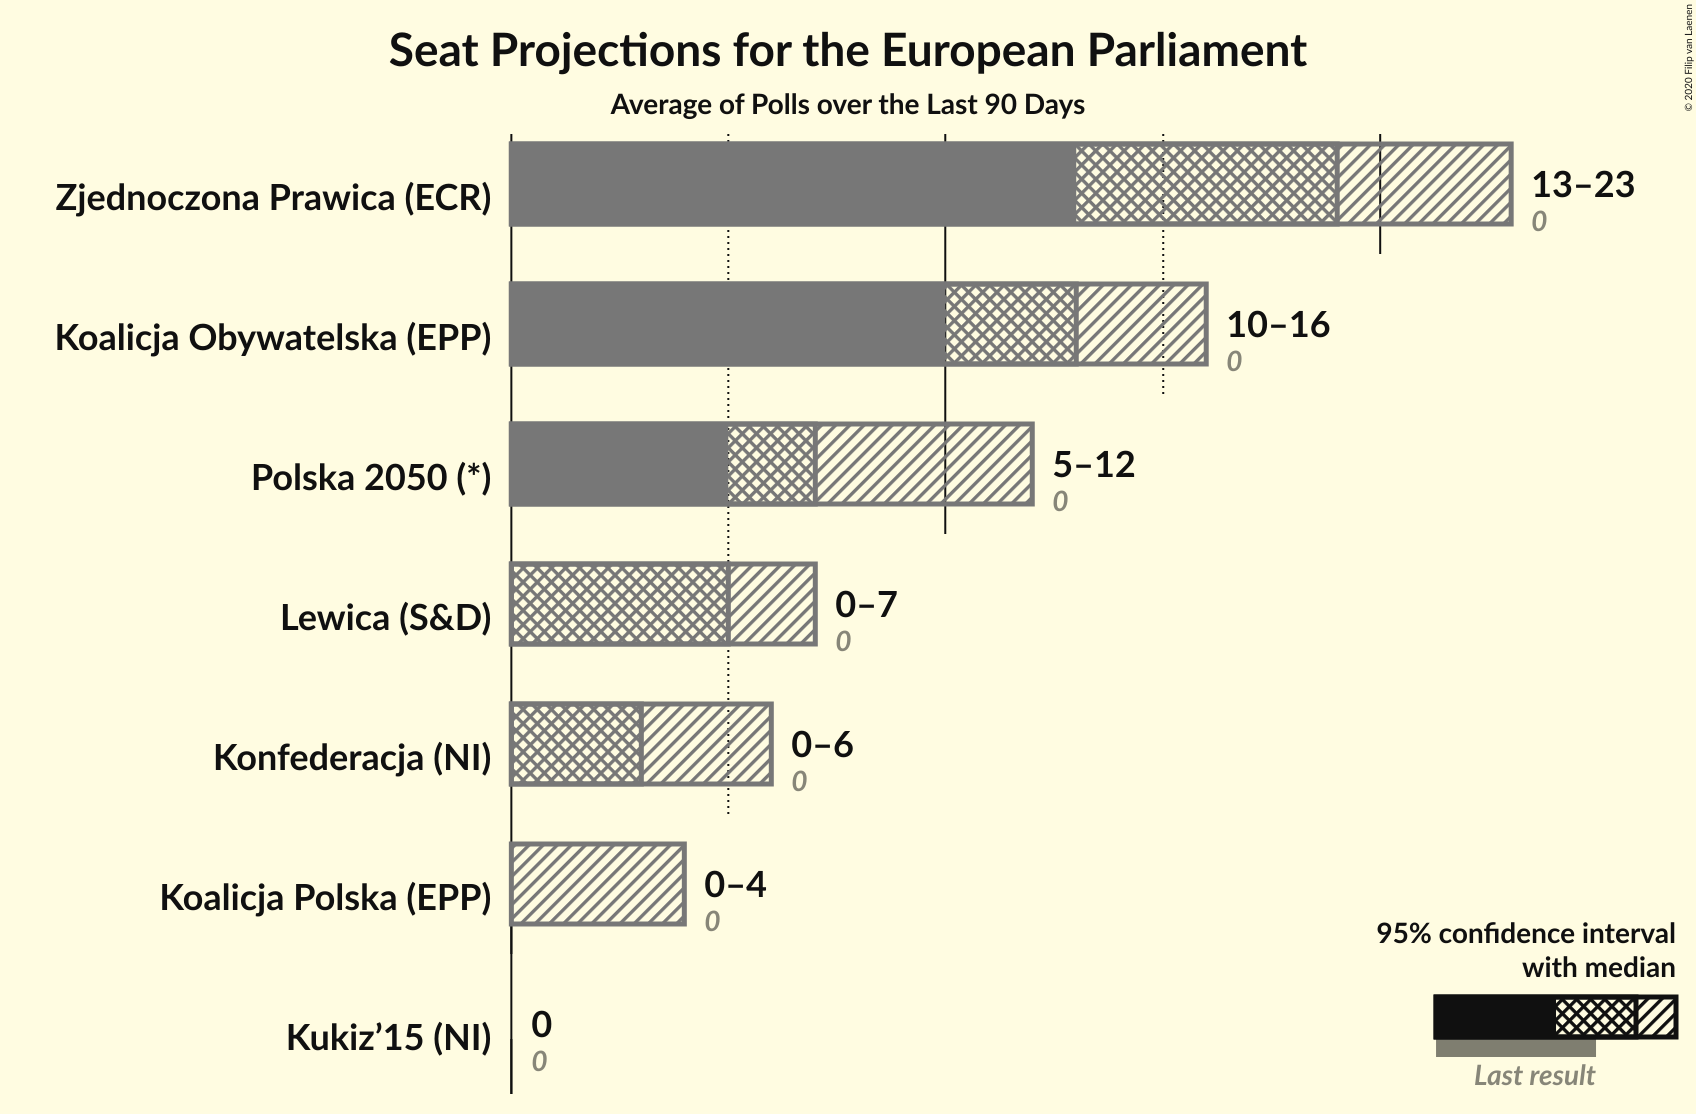 Seat Projections for the European Parliament
Average of Polls over the Last 90 Days
© 2020 Filip van Laenen
Zjednoczona Prawica (ECR)
13–23
0
Koalicja Obywatelska (EPP)
10–16
0
Polska 2050 (*)
5–12
0
Lewica (S&D)
0–7
0
Konfederacja (NI)
0–6
0
Koalicja Polska (EPP)
0–4
0
Kukiz’15 (NI)
0
0
95% confidence interval
with median
Last result